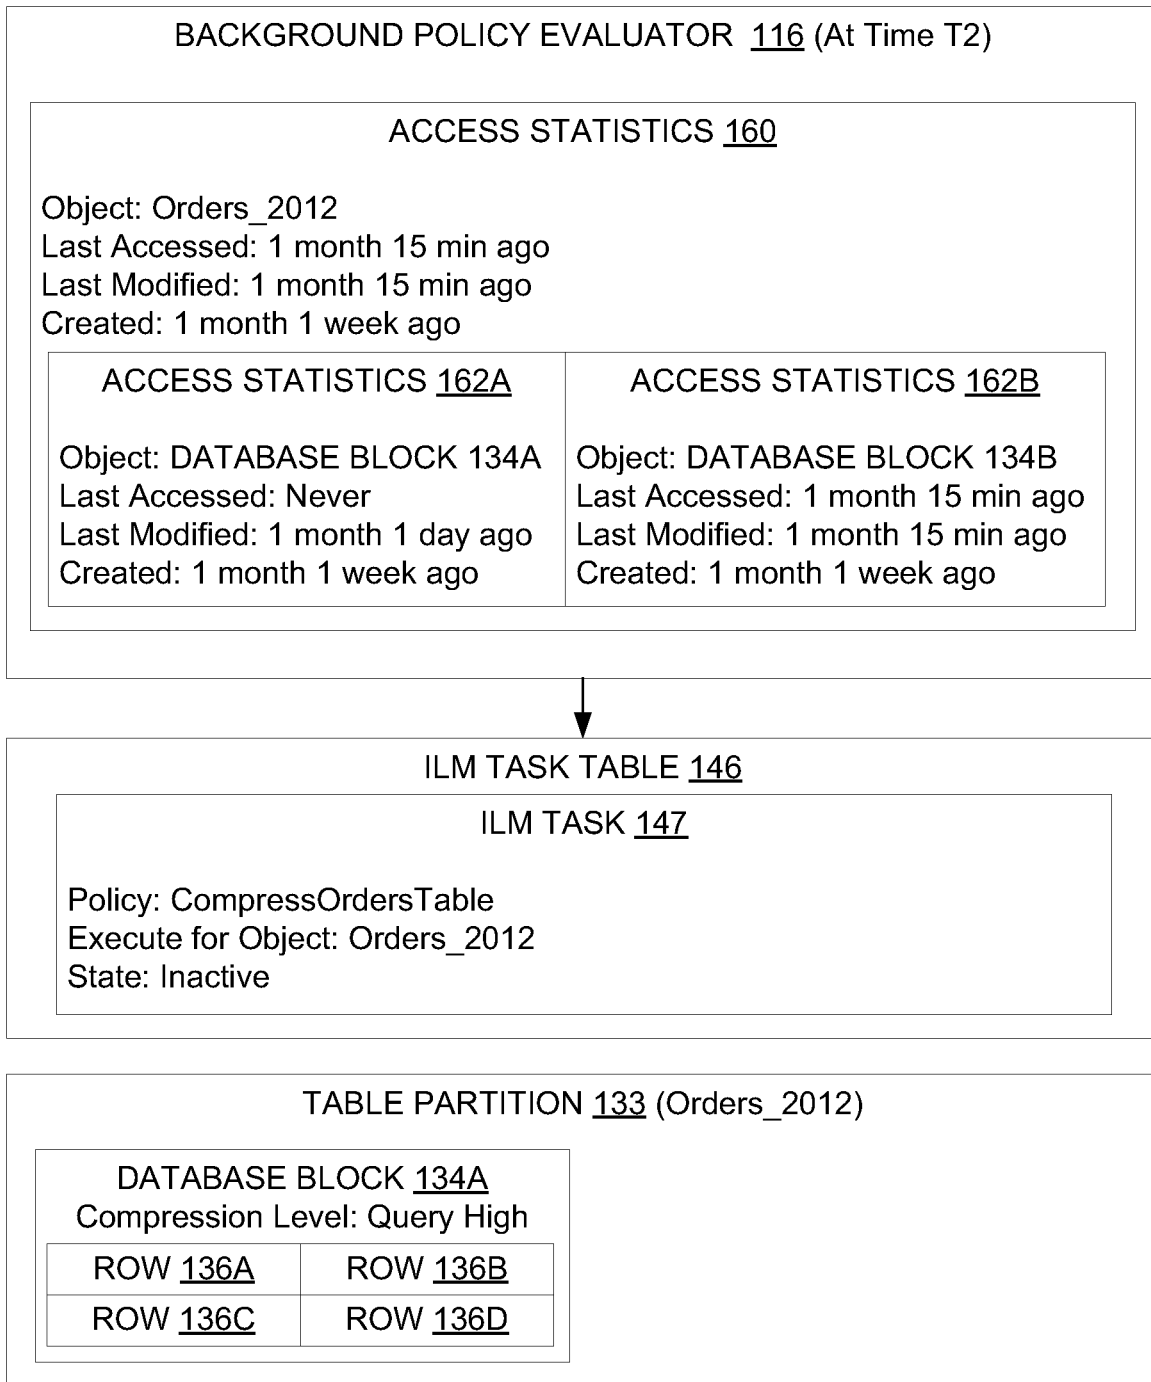 BACKGROUND POLICY EVALUATOR 116 (At Time T2)
ACCESS STATISTICS 160
Object: Orders_2012
Last Accessed: 1 month 15 min ago
Last Modified: 1 month 15 min ago
Created: 1 month 1 week ago
ACCESS STATISTICS 162A
Object: DATABASE BLOCK 134A
Last Accessed: Never
Last Modified: 1 month 1 day ago
Created: 1 month 1 week ago
ACCESS STATISTICS 162B
Object: DATABASE BLOCK 134B
Last Accessed: 1 month 15 min ago
Last Modified: 1 month 15 min ago
Created: 1 month 1 week ago
ILM TASK TABLE 146
ILM TASK 147
Policy: CompressOrdersTable
Execute for Object: Orders_2012
State: Inactive
TABLE PARTITION 133 (Orders_2012)
DATABASE BLOCK 134A
Compression Level: Query High
ROW 136A
ROW 136B
ROW 136C
ROW 136D